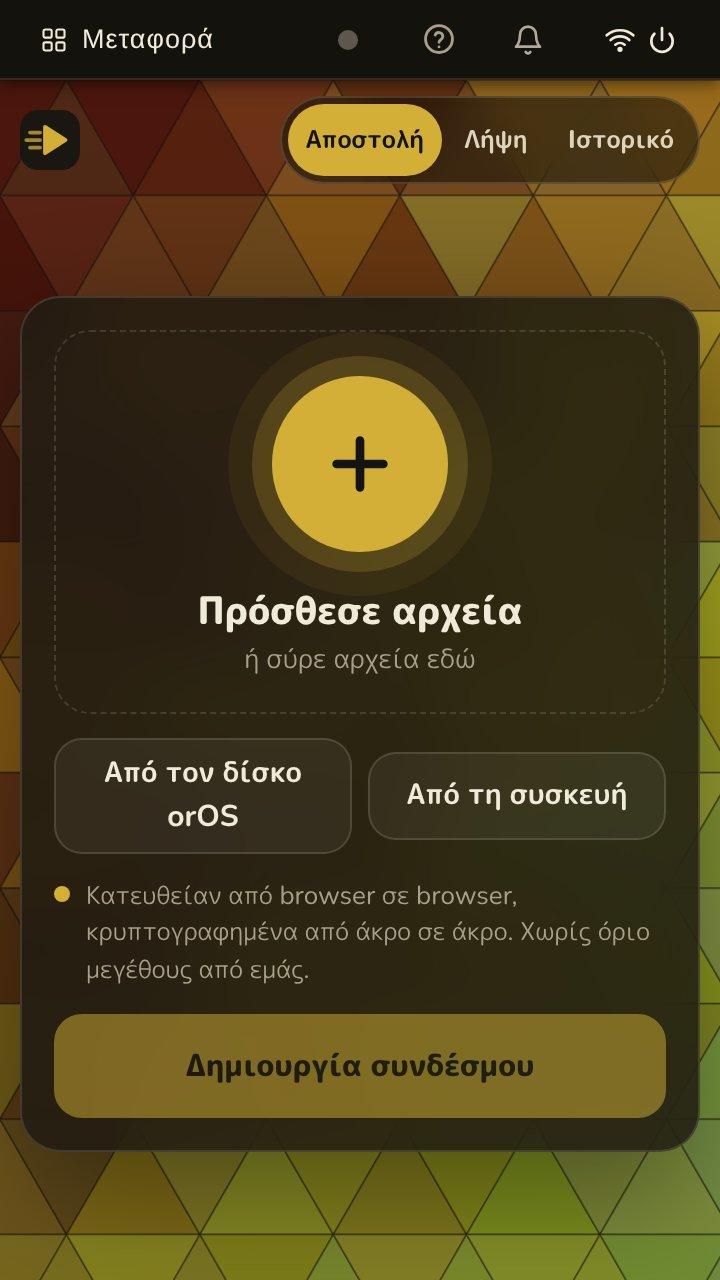 Μεταφορά
Αποστολή Λήψη Ιστορικό
Πρόσθεσε αρχεία
ή σύρε αρχεία εδώ
Από τον δίσκο
orOS
Από τη συσκευή
Κατευθείαν από browser σε browser,
κρυπτογραφημένα από άκρο σε άκρο. Χωρίς όριο
μεγέθους από εμάς.
Δημιουργία συνδέσμου